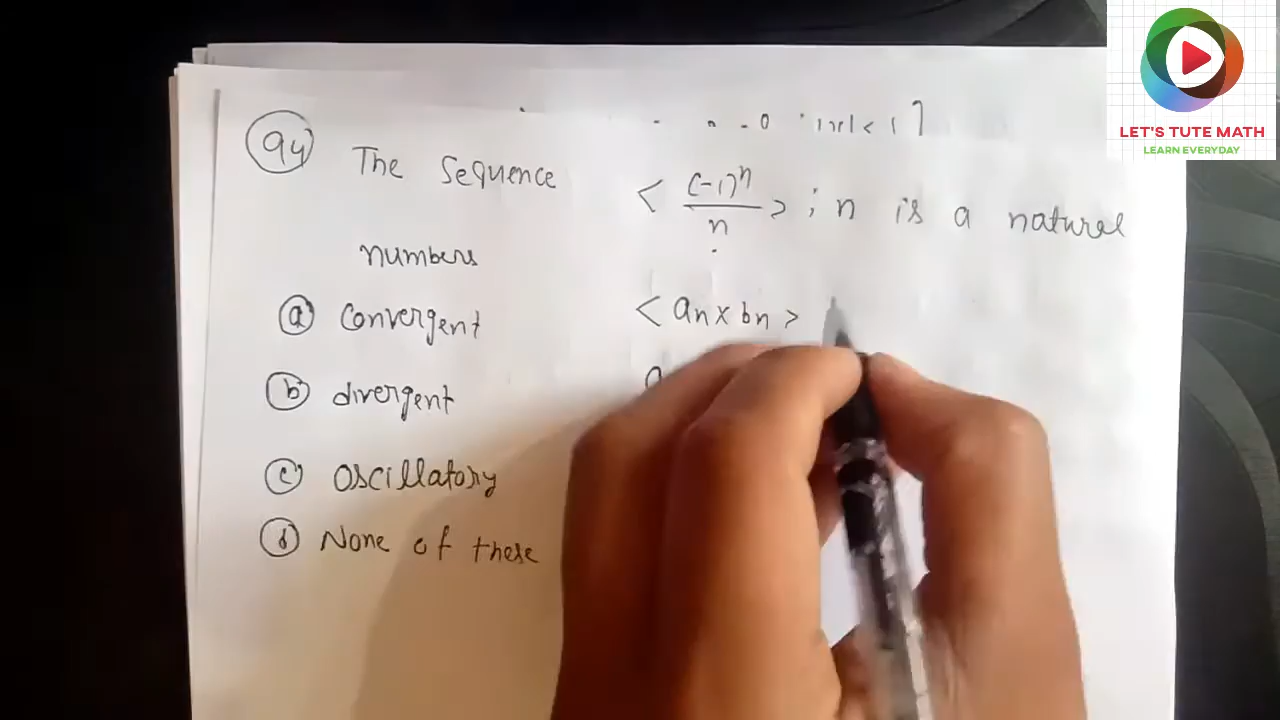 Q4 The Sequence < (-1)^n / n > ; n is a natural
numbers
(a) Convergent < an x bn >
(b) divergent
(c) Oscillatory
(d) None of these
LET'S TUTE MATH
LEARN EVERYDAY